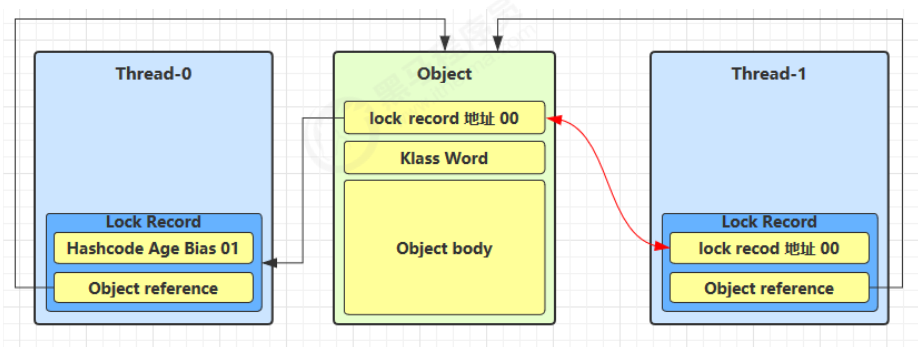 Thread-0
Lock Record
Hashcode Age Bias 01
Object reference
Object
lock record 地址 00
Klass Word
Object body
Thread-1
Lock Record
lock recod 地址 00
Object reference